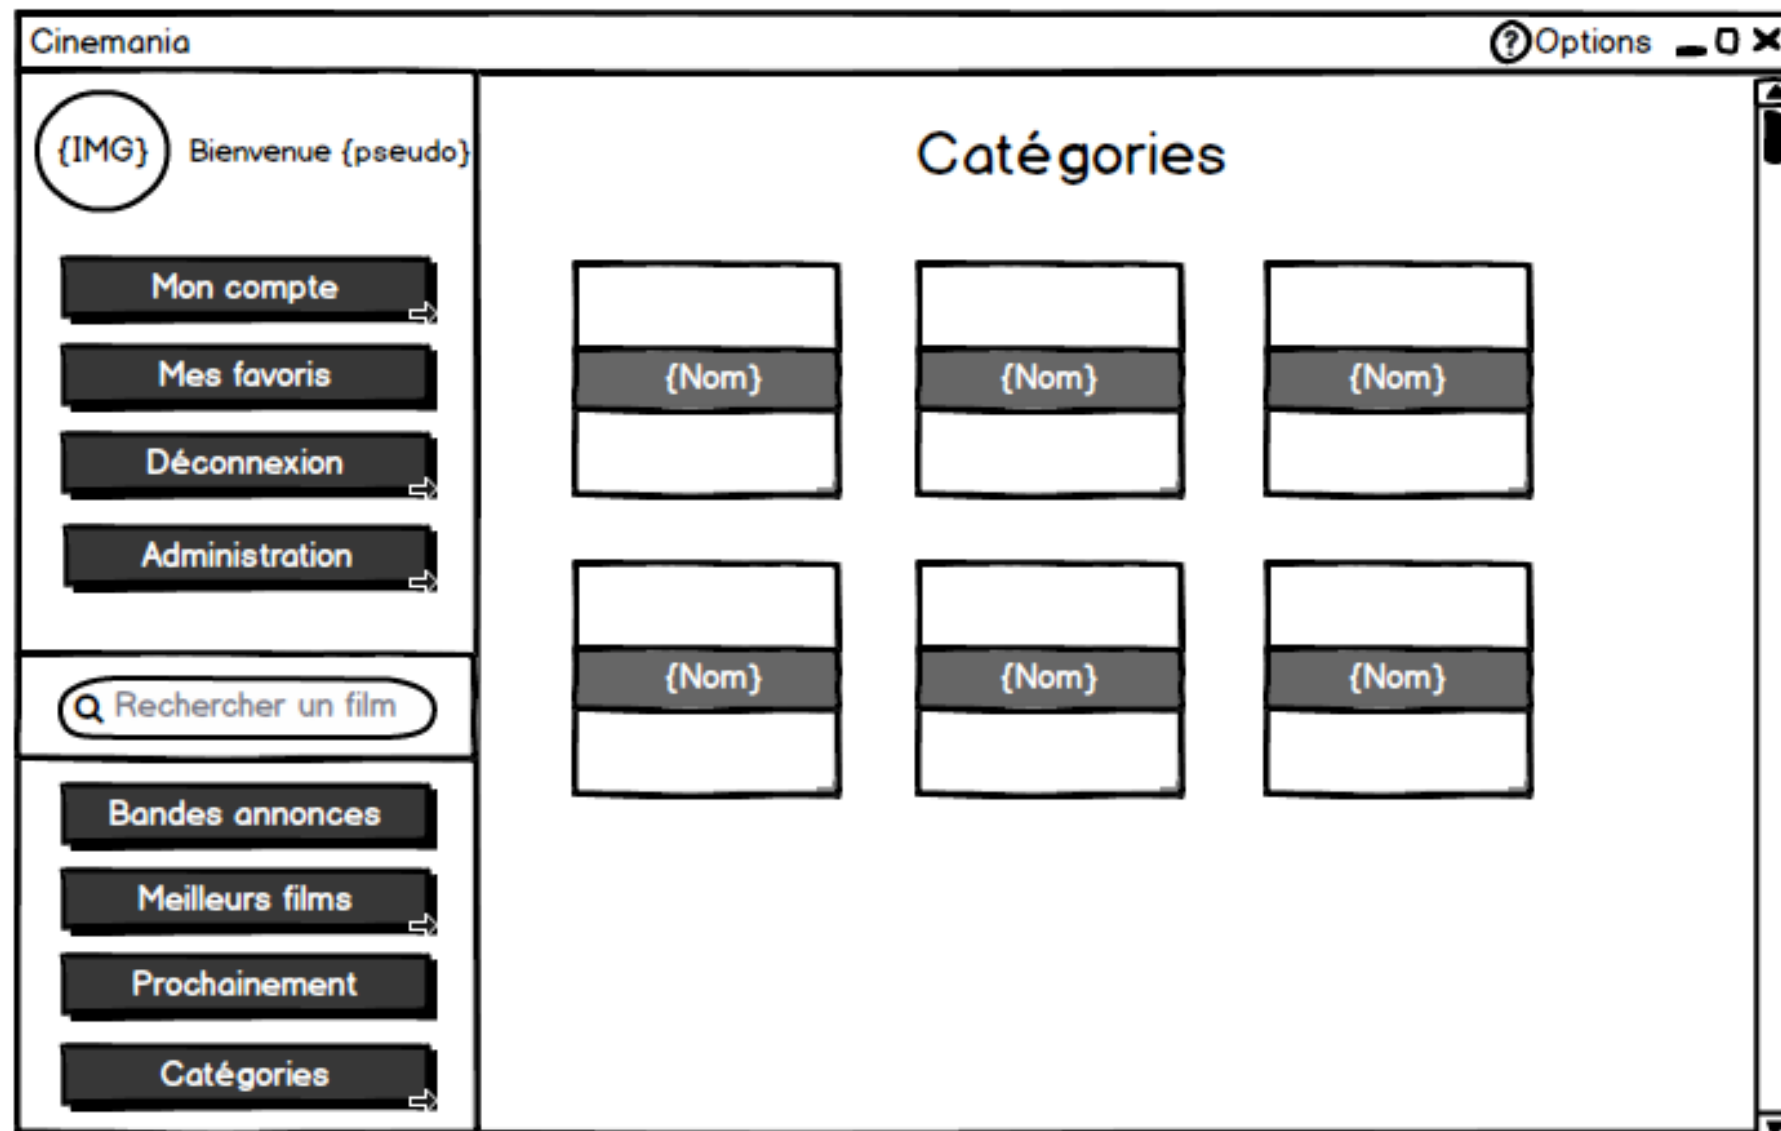 Cinemania
? Options
{IMG} Bienvenue {pseudo}
Mon compte
Mes favoris
Déconnexion
Administration
Rechercher un film
Bandes annonces
Meilleurs films
Prochainement
Catégories
Catégories
{Nom} {Nom} {Nom}
{Nom} {Nom} {Nom}